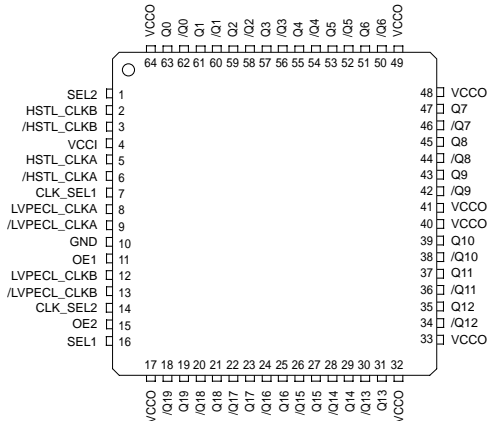 VCCO Q0 /Q0 Q1 /Q1 Q2 /Q2 Q3 /Q3 Q4 /Q4 Q5 /Q5 Q6 /Q6 VCCO
64 63 62 61 60 59 58 57 56 55 54 53 52 51 50 49
SEL2 1
HSTL_CLKB 2
/HSTL_CLKB 3
VCCI 4
HSTL_CLKA 5
/HSTL_CLKA 6
CLK_SEL1 7
LVPECL_CLKA 8
/LVPECL_CLKA 9
GND 10
OE1 11
LVPECL_CLKB 12
/LVPECL_CLKB 13
CLK_SEL2 14
OE2 15
SEL1 16
48 VCCO
47 Q7
46 /Q7
45 Q8
44 /Q8
43 Q9
42 /Q9
41 VCCO
40 VCCO
39 Q10
38 /Q10
37 Q11
36 /Q11
35 Q12
34 /Q12
33 VCCO
17 18 19 20 21 22 23 24 25 26 27 28 29 30 31 32
VCCO /Q19 Q19 /Q18 Q18 /Q17 Q17 /Q16 Q16 /Q15 Q15 /Q14 Q14 /Q13 Q13 VCCO